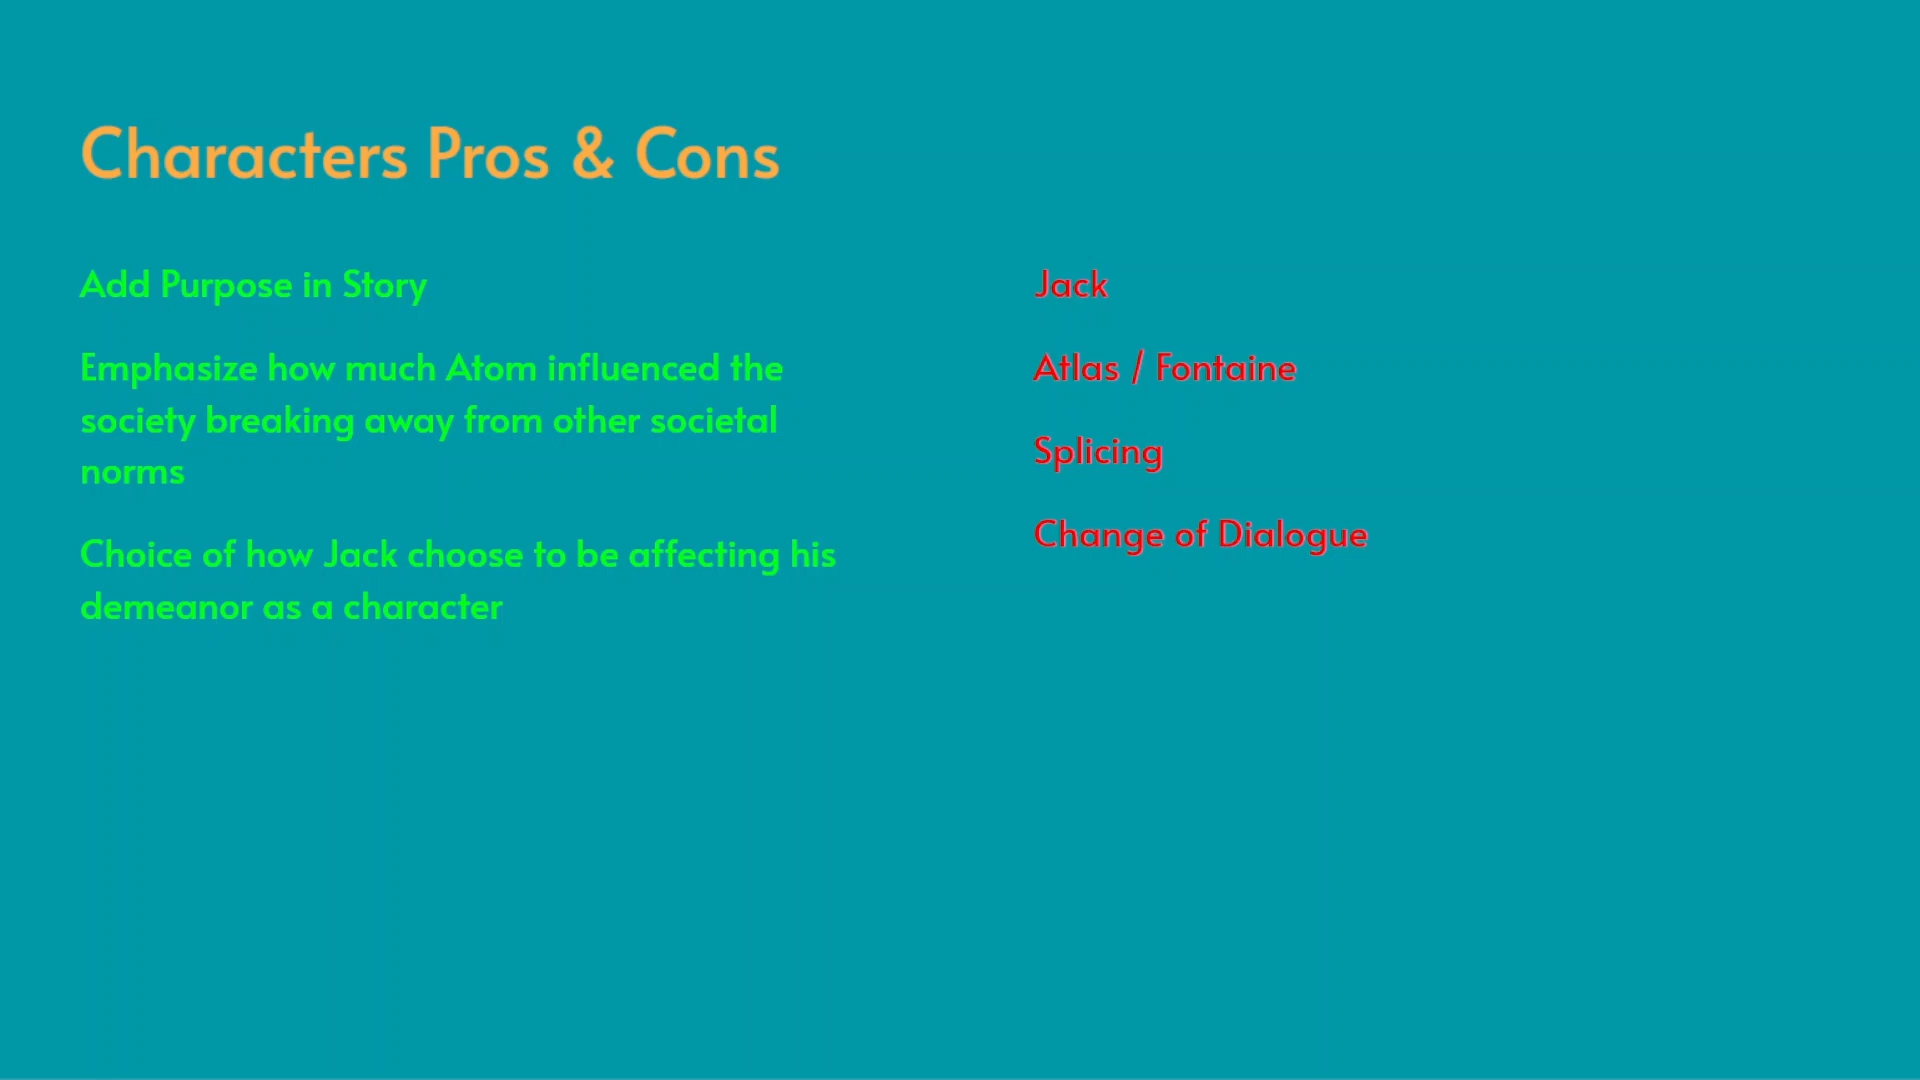 Characters Pros & Cons
Add Purpose in Story
Emphasize how much Atom influenced the
society breaking away from other societal
norms
Choice of how Jack choose to be affecting his
demeanor as a character
Jack
Atlas / Fontaine
Splicing
Change of Dialogue